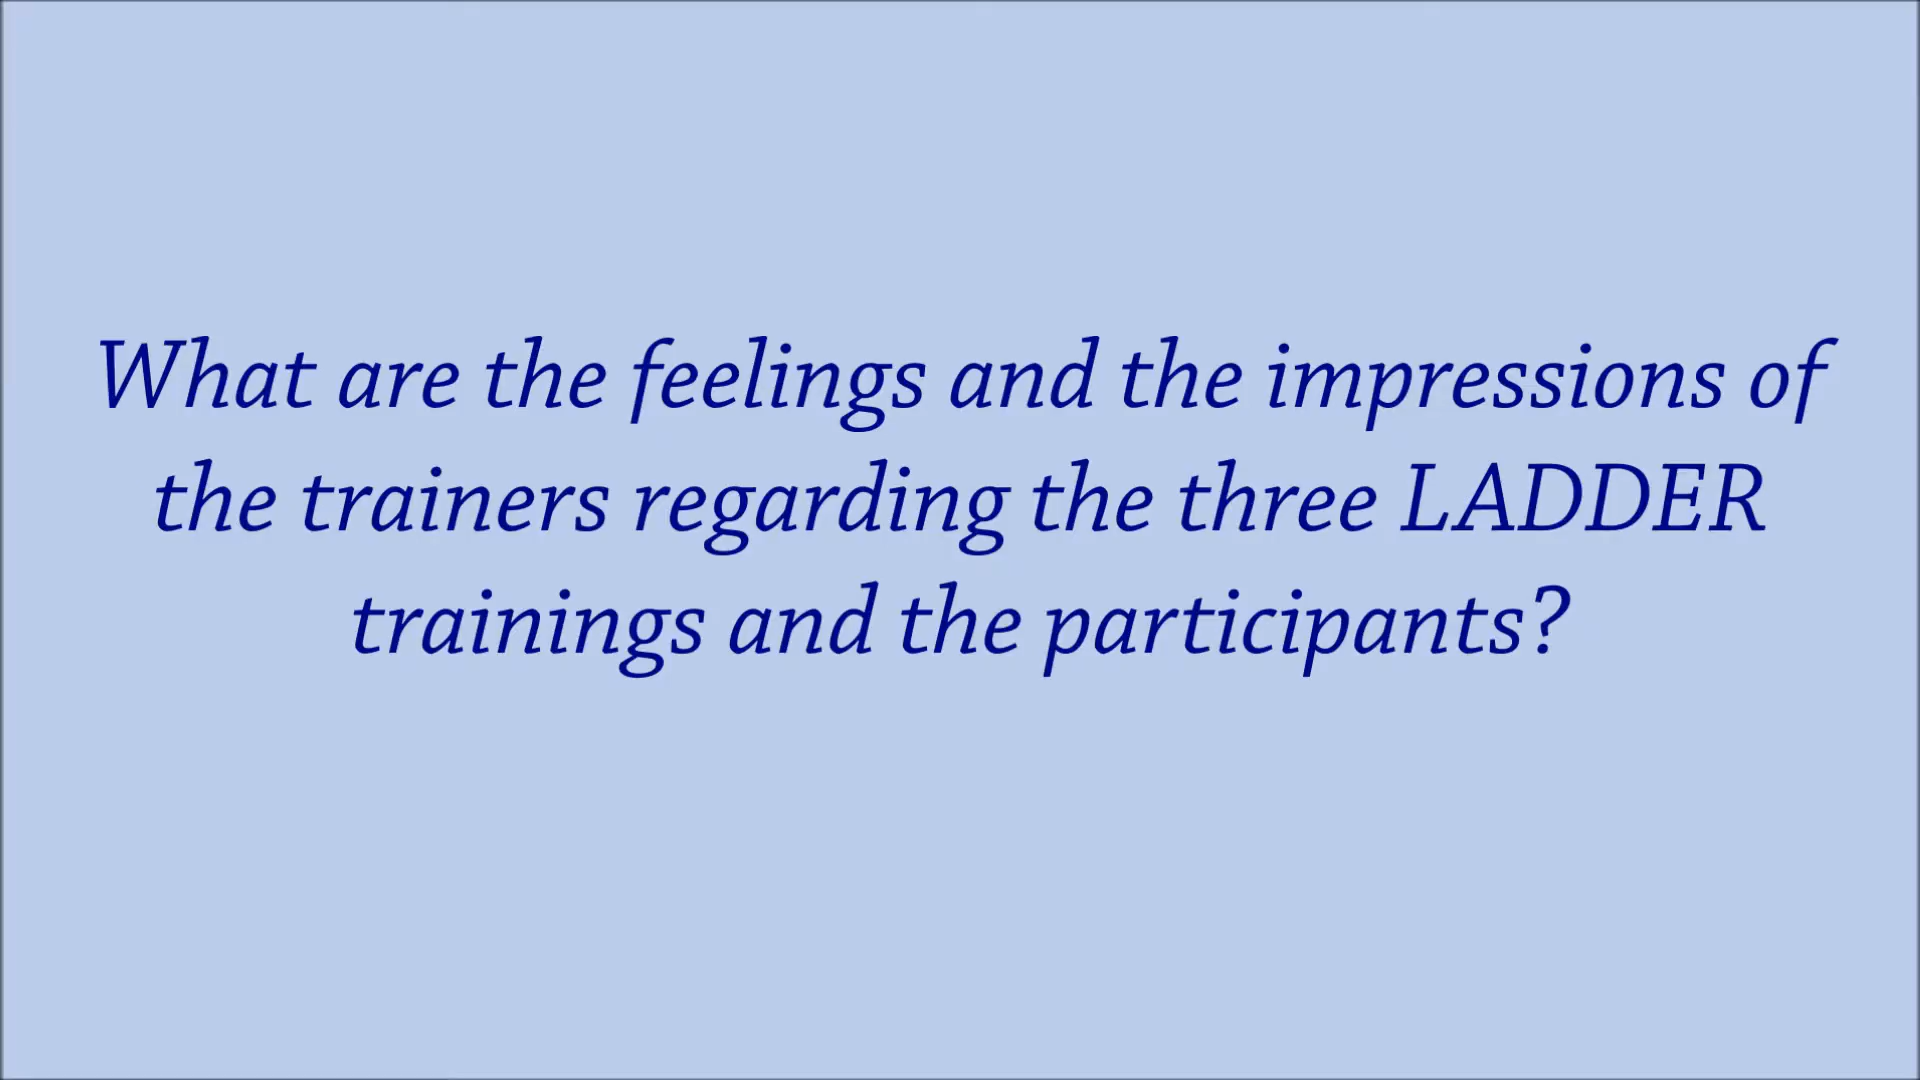 What are the feelings and the impressions of
the trainers regarding the three LADDER
trainings and the participants?